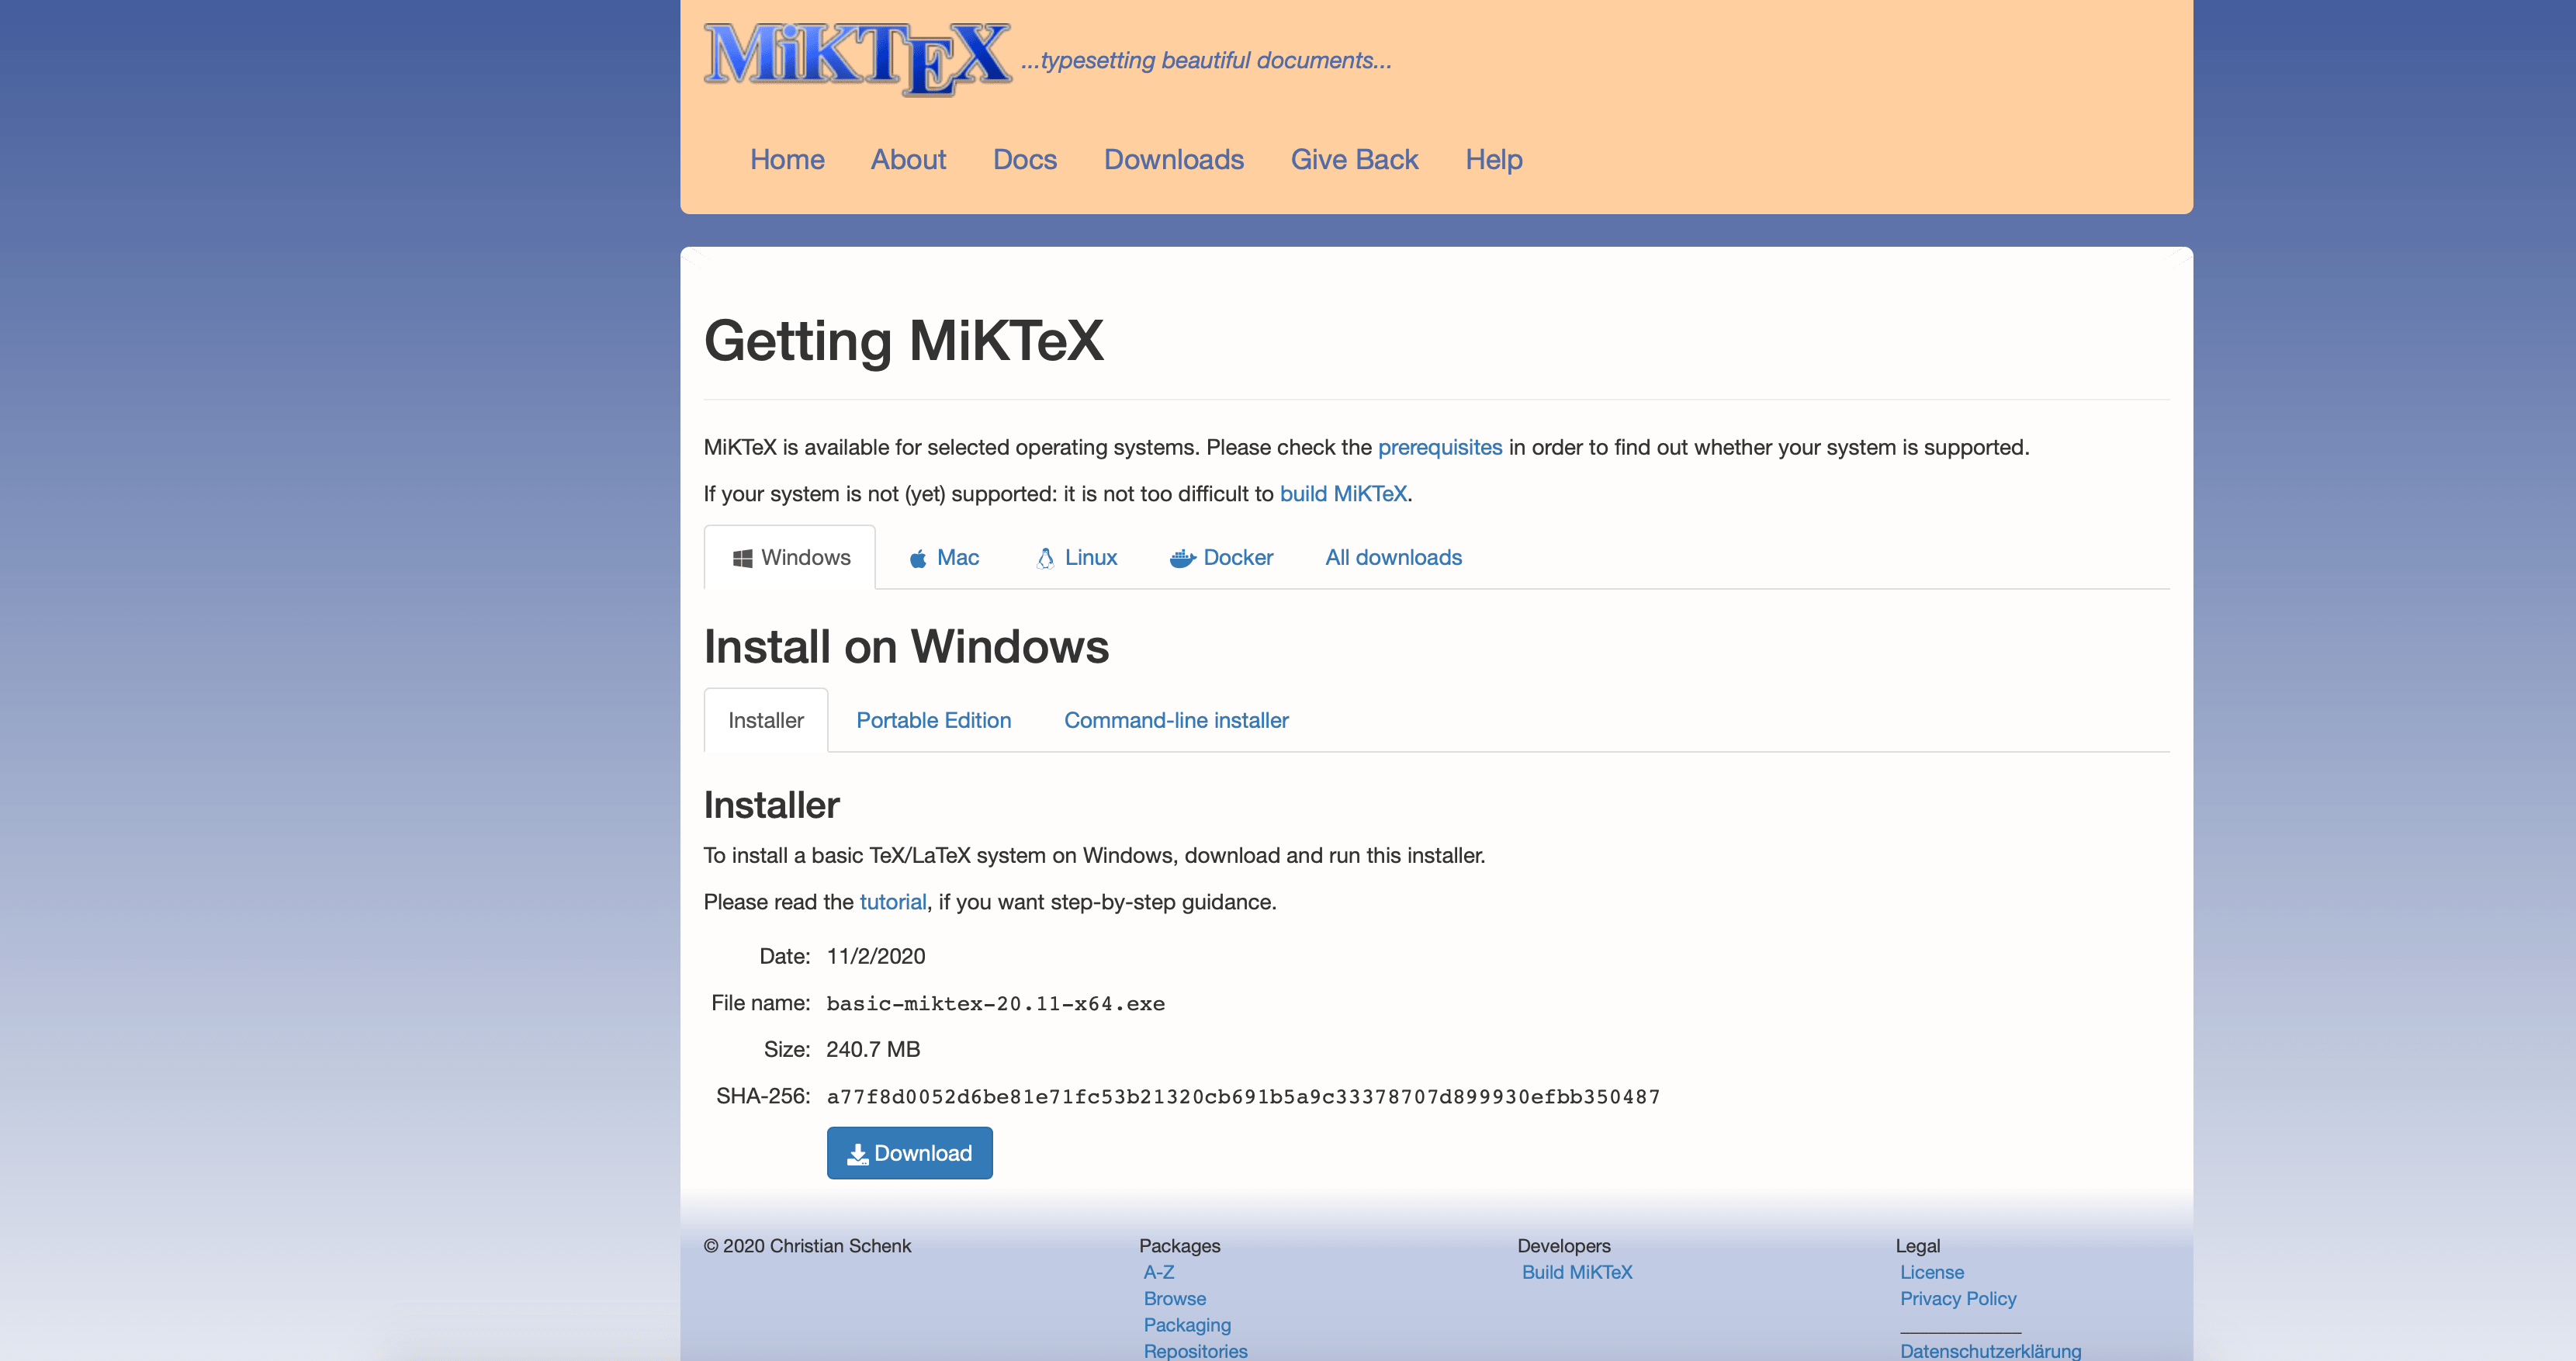 MiKTeX ...typesetting beautiful documents...
Home About Docs Downloads Give Back Help
Getting MiKTeX
MiKTeX is available for selected operating systems. Please check the prerequisites in order to find out whether your system is supported.
If your system is not (yet) supported: it is not too difficult to build MiKTeX.
Windows Mac Linux Docker All downloads
Install on Windows
Installer Portable Edition Command-line installer
Installer
To install a basic TeX/LaTeX system on Windows, download and run this installer.
Please read the tutorial, if you want step-by-step guidance.
Date: 11/2/2020
File name: basic-miktex-20.11-x64.exe
Size: 240.7 MB
SHA-256: a77f8d0052d6be81e71fc53b21320cb691b5a9c33378707d899930efbb350487
Download
© 2020 Christian Schenk Packages Developers Legal
A-Z Build MiKTeX License
Browse Privacy Policy
Packaging
Repositories Datenschutzerklärung